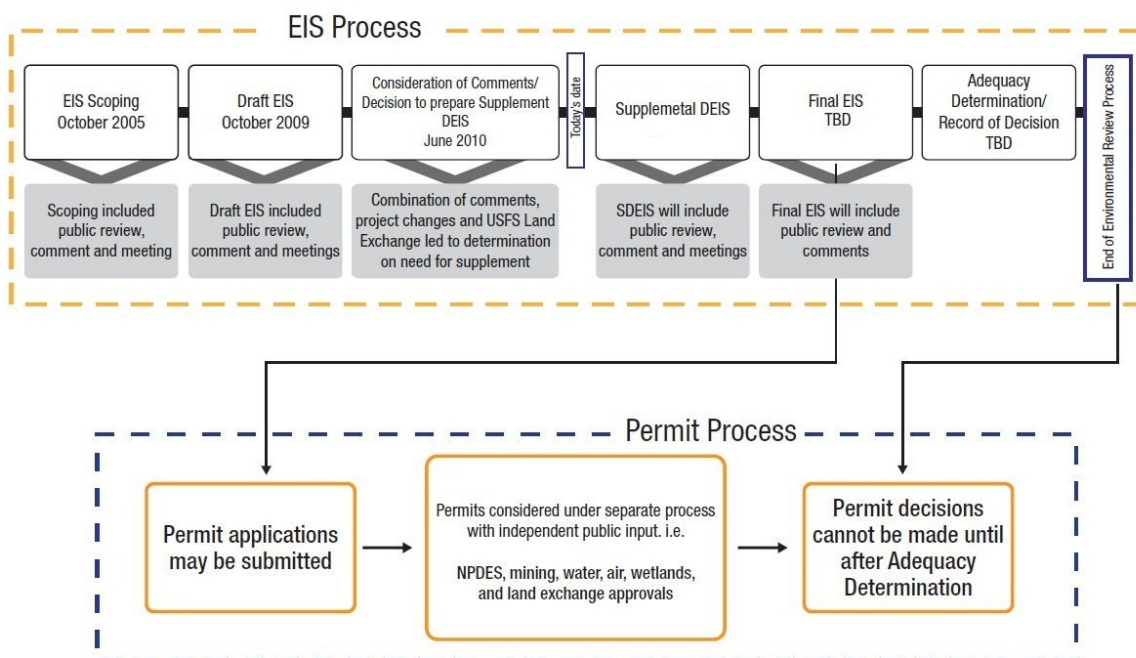 EIS Process
EIS Scoping
October 2005
Draft EIS
October 2009
Consideration of Comments/
Decision to prepare Supplement
DEIS
June 2010
Today's date
Supplemetal DEIS
Final EIS
TBD
Adequacy
Determination/
Record of Decision
TBD
End of Environmental Review Process
Scoping included
public review,
comment and meeting
Draft EIS included
public review,
comment and meetings
Combination of comments,
project changes and USFS Land
Exchange led to determination
on need for supplement
SDEIS will include
public review,
comment and meetings
Final EIS will include
public review and
comments
Permit Process
Permit applications
may be submitted
Permits considered under separate process
with independent public input. i.e.
NPDES, mining, water, air, wetlands,
and land exchange approvals
Permit decisions
cannot be made until
after Adequacy
Determination